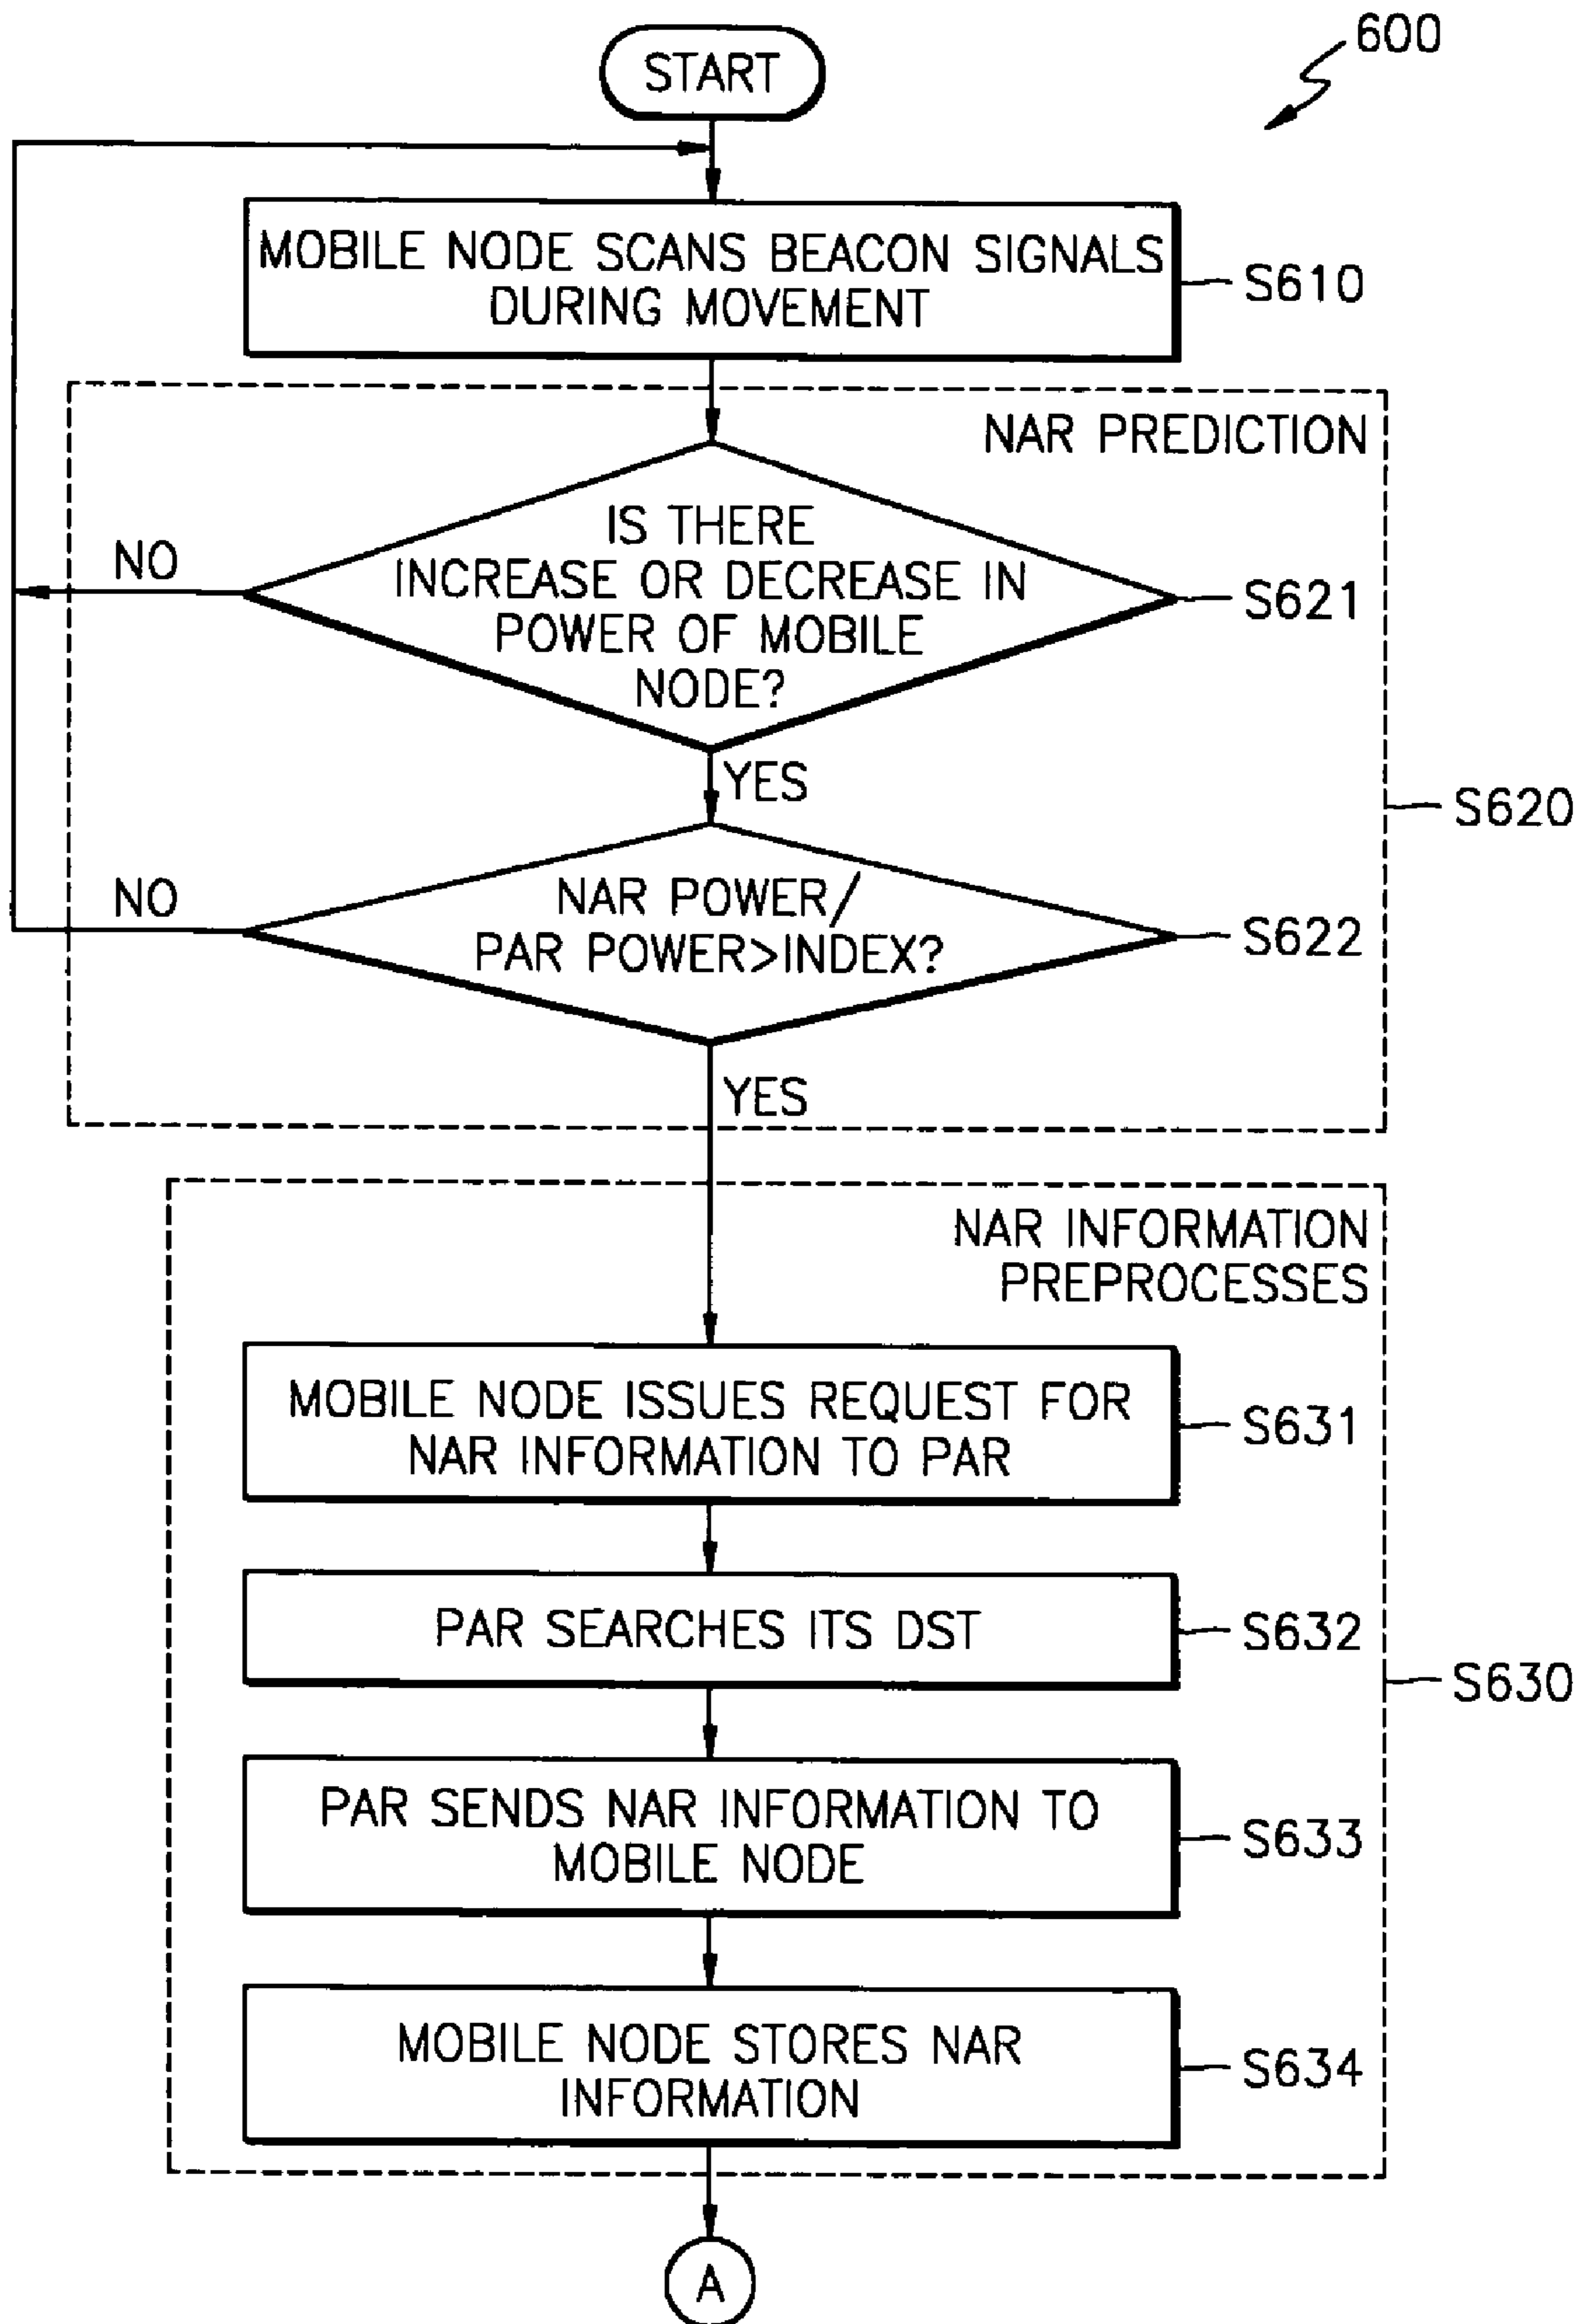 600
START
MOBILE NODE SCANS BEACON SIGNALS
DURING MOVEMENT
S610
NAR PREDICTION
IS THERE
INCREASE OR DECREASE IN
POWER OF MOBILE
NODE?
NO
S621
YES
S620
NAR POWER/
PAR POWER>INDEX?
NO
S622
YES
NAR INFORMATION
PREPROCESSES
MOBILE NODE ISSUES REQUEST FOR
NAR INFORMATION TO PAR
S631
PAR SEARCHES ITS DST
S632
S630
PAR SENDS NAR INFORMATION TO
MOBILE NODE
S633
MOBILE NODE STORES NAR
INFORMATION
S634
A